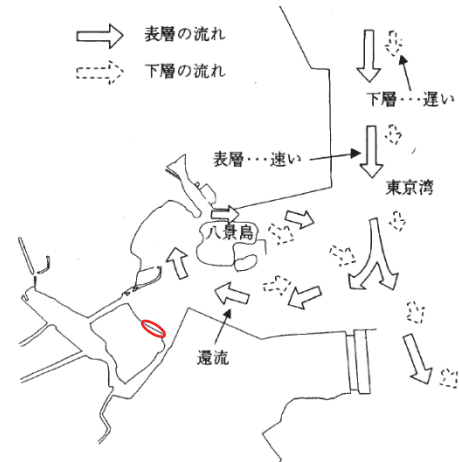 表層の流れ
下層の流れ
下層・・・遅い
表層・・・速い
東京湾
八景島
還流